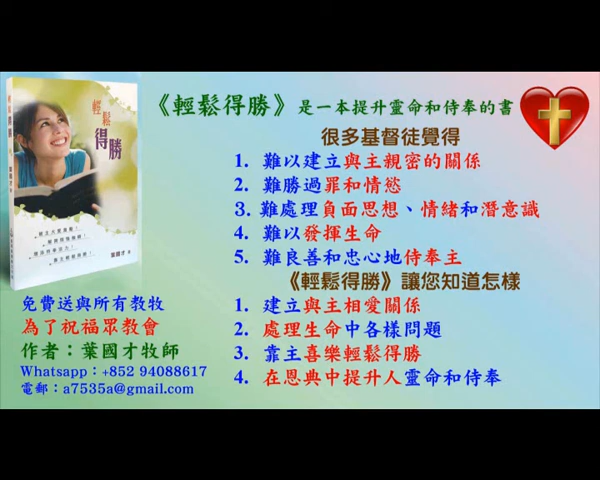 輕鬆得勝
葉國才
《輕鬆得勝》是一本提升靈命和侍奉的書
很多基督徒覺得
1. 難以建立與主親密的關係
2. 難勝過罪和情慾
3. 難處理負面思想、情緒和潛意識
4. 難以發揮生命
5. 難良善和忠心地侍奉主
《輕鬆得勝》讓您知道怎樣
1. 建立與主相愛關係
2. 處理生命中各樣問題
3. 靠主喜樂輕鬆得勝
4. 在恩典中提升人靈命和侍奉
免費送與所有教牧
為了祝福眾教會
作者：葉國才牧師
Whatsapp：+852 94088617
電郵：a7535a@gmail.com